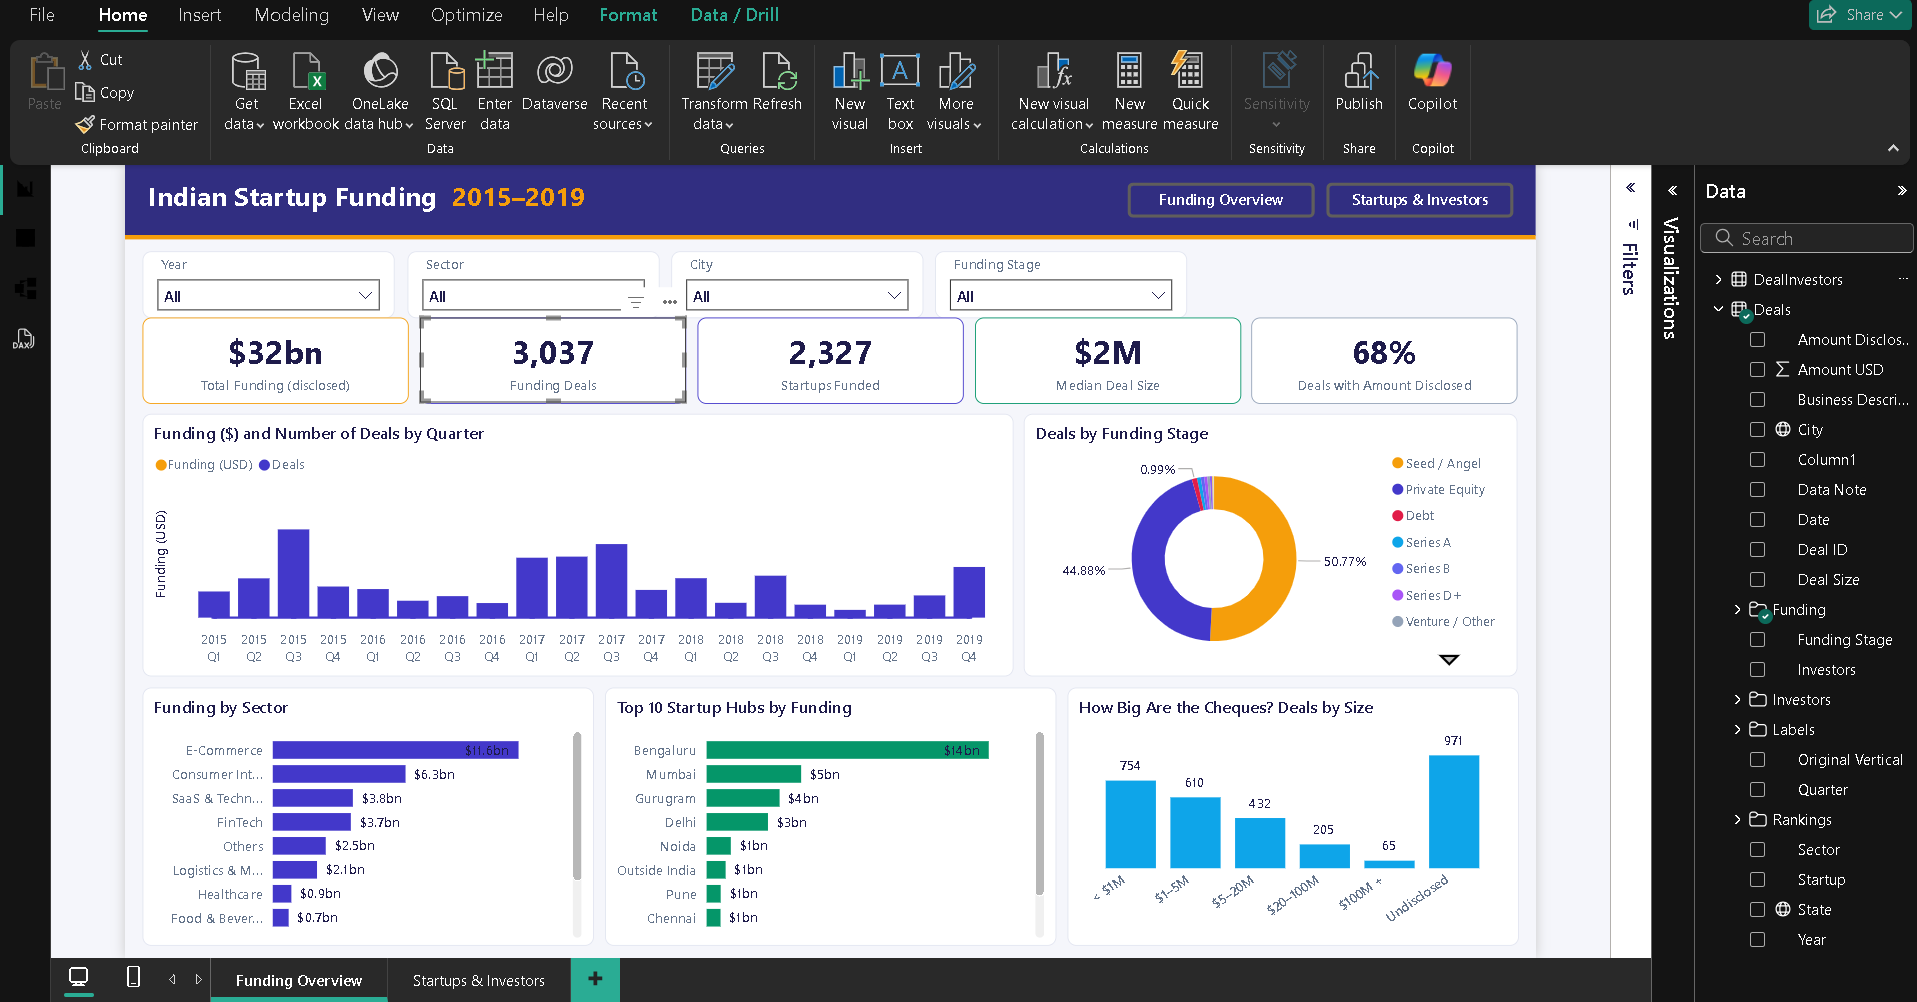 File Home Insert Modeling View Optimize Help Format Data / Drill Share
Paste
Cut
Copy
Format painter
Clipboard
Get data
Excel workbook
OneLake data hub
SQL Server
Enter data
Dataverse
Recent sources
Data
Transform data
Refresh
Queries
New visual
Text box
More visuals
Insert
New visual calculation
New measure
Quick measure
Calculations
Sensitivity
Sensitivity
Publish
Share
Copilot
Copilot
DAX
Indian Startup Funding 2015–2019
Funding Overview
Startups & Investors
Year
All
Sector
All
City
All
Funding Stage
All
$32bn
Total Funding (disclosed)
3,037
Funding Deals
2,327
Startups Funded
$2M
Median Deal Size
68%
Deals with Amount Disclosed
Funding ($) and Number of Deals by Quarter
Funding (USD) Deals
Funding (USD)
2015 2015 2015 2015 2016 2016 2016 2016 2017 2017 2017 2017 2018 2018 2018 2018 2019 2019 2019 2019
Q1 Q2 Q3 Q4 Q1 Q2 Q3 Q4 Q1 Q2 Q3 Q4 Q1 Q2 Q3 Q4 Q1 Q2 Q3 Q4
Deals by Funding Stage
0.99%
44.88%
50.77%
Seed / Angel
Private Equity
Debt
Series A
Series B
Series D+
Venture / Other
Funding by Sector
E-Commerce $11.6bn
Consumer Int... $6.3bn
SaaS & Techn... $3.8bn
FinTech $3.7bn
Others $2.5bn
Logistics & M... $2.1bn
Healthcare $0.9bn
Food & Bever... $0.7bn
Top 10 Startup Hubs by Funding
Bengaluru $14bn
Mumbai $5bn
Gurugram $4bn
Delhi $3bn
Noida $1bn
Outside India $1bn
Pune $1bn
Chennai $1bn
How Big Are the Cheques? Deals by Size
754 610 432 205 65 971
< $1M $1–5M $5–20M $20–100M $100M + Undisclosed
Filters
Visualizations
Data
Search
DealInvestors
Deals
Amount Disclos..
Amount USD
Business Descri...
City
Column1
Data Note
Date
Deal ID
Deal Size
Funding
Funding Stage
Investors
Investors
Labels
Original Vertical
Quarter
Rankings
Sector
Startup
State
Year
Funding Overview
Startups & Investors